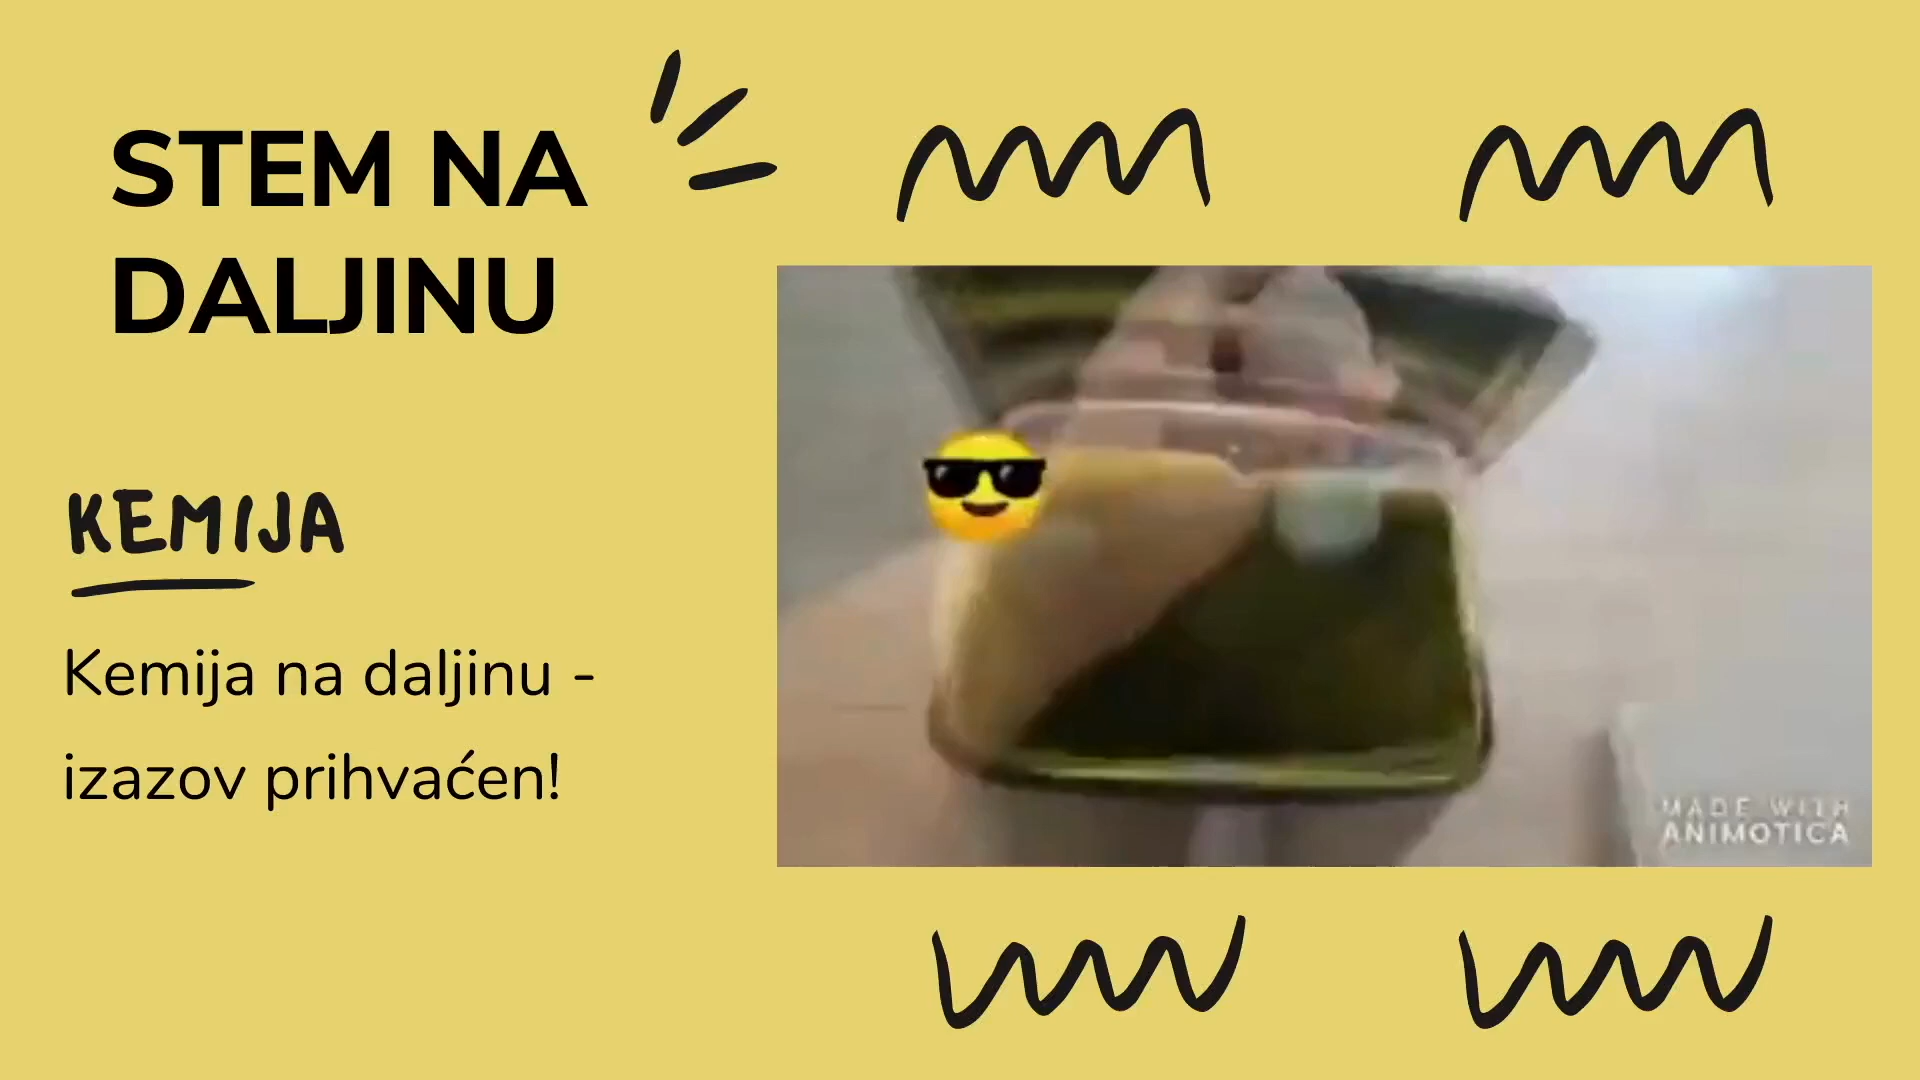 STEM NA
DALJINU
KEMIJA
Kemija na daljinu -
izazov prihvaćen!
MADE WITH
ANIMOTICA